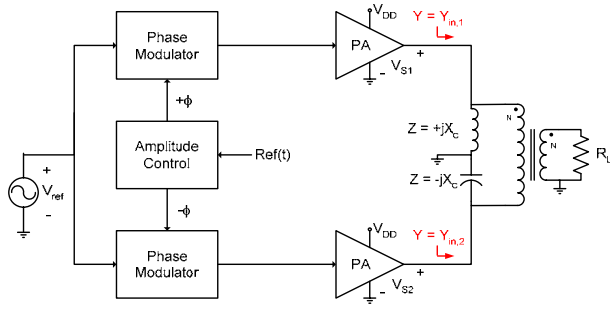 V_DD
Y = Y_in,1
Phase
Modulator
PA
+
- V_S1
+ϕ
N
N
Z = +jX_C
Amplitude
Control
Ref(t)
R_L
+
V_ref
-
Z = -jX_C
-ϕ
V_DD
Y = Y_in,2
Phase
Modulator
PA
+
- V_S2